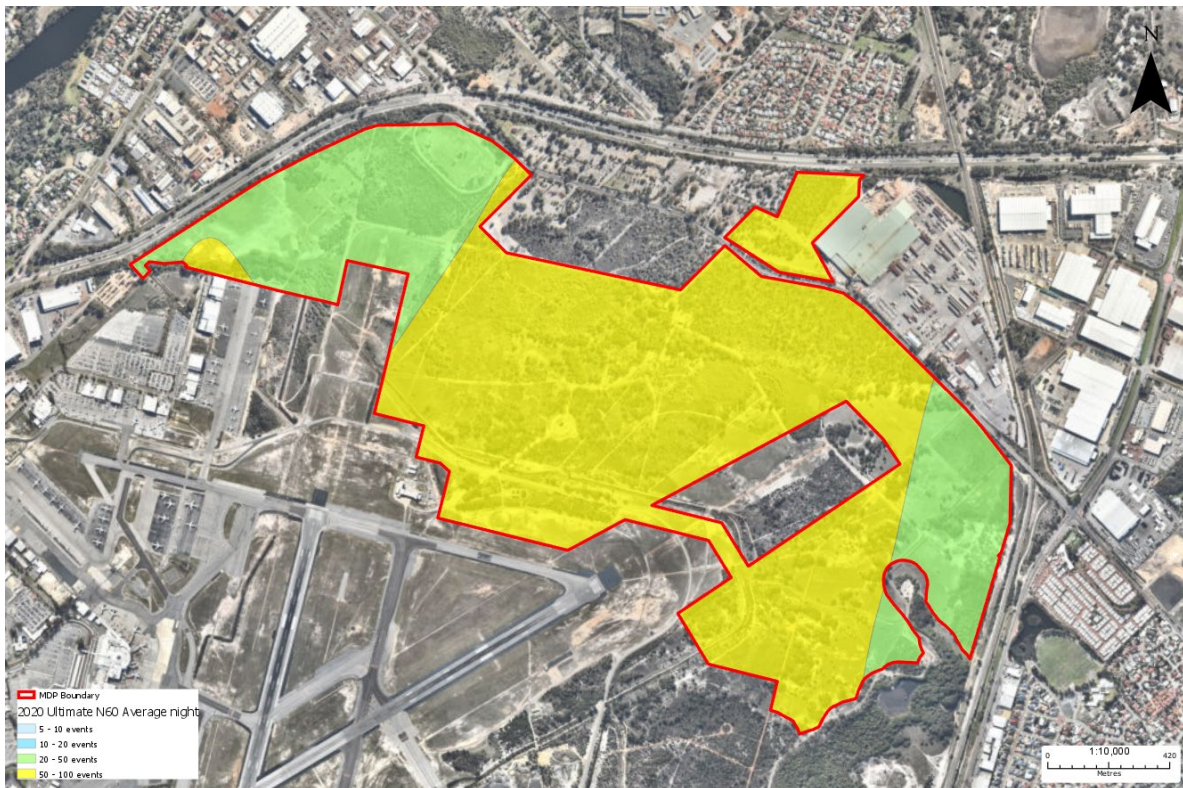 N
MDP Boundary
2020 Ultimate N60 Average night
5 - 10 events
10 - 20 events
20 - 50 events
50 - 100 events
1:10,000
0 420
Metres